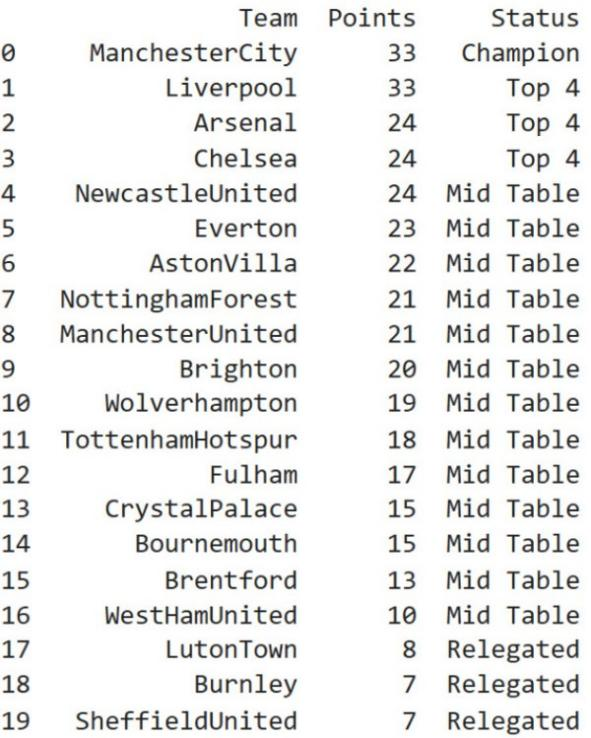 Team Points Status
0 ManchesterCity 33 Champion
1 Liverpool 33 Top 4
2 Arsenal 24 Top 4
3 Chelsea 24 Top 4
4 NewcastleUnited 24 Mid Table
5 Everton 23 Mid Table
6 AstonVilla 22 Mid Table
7 NottinghamForest 21 Mid Table
8 ManchesterUnited 21 Mid Table
9 Brighton 20 Mid Table
10 Wolverhampton 19 Mid Table
11 TottenhamHotspur 18 Mid Table
12 Fulham 17 Mid Table
13 CrystalPalace 15 Mid Table
14 Bournemouth 15 Mid Table
15 Brentford 13 Mid Table
16 WestHamUnited 10 Mid Table
17 LutonTown 8 Relegated
18 Burnley 7 Relegated
19 SheffieldUnited 7 Relegated